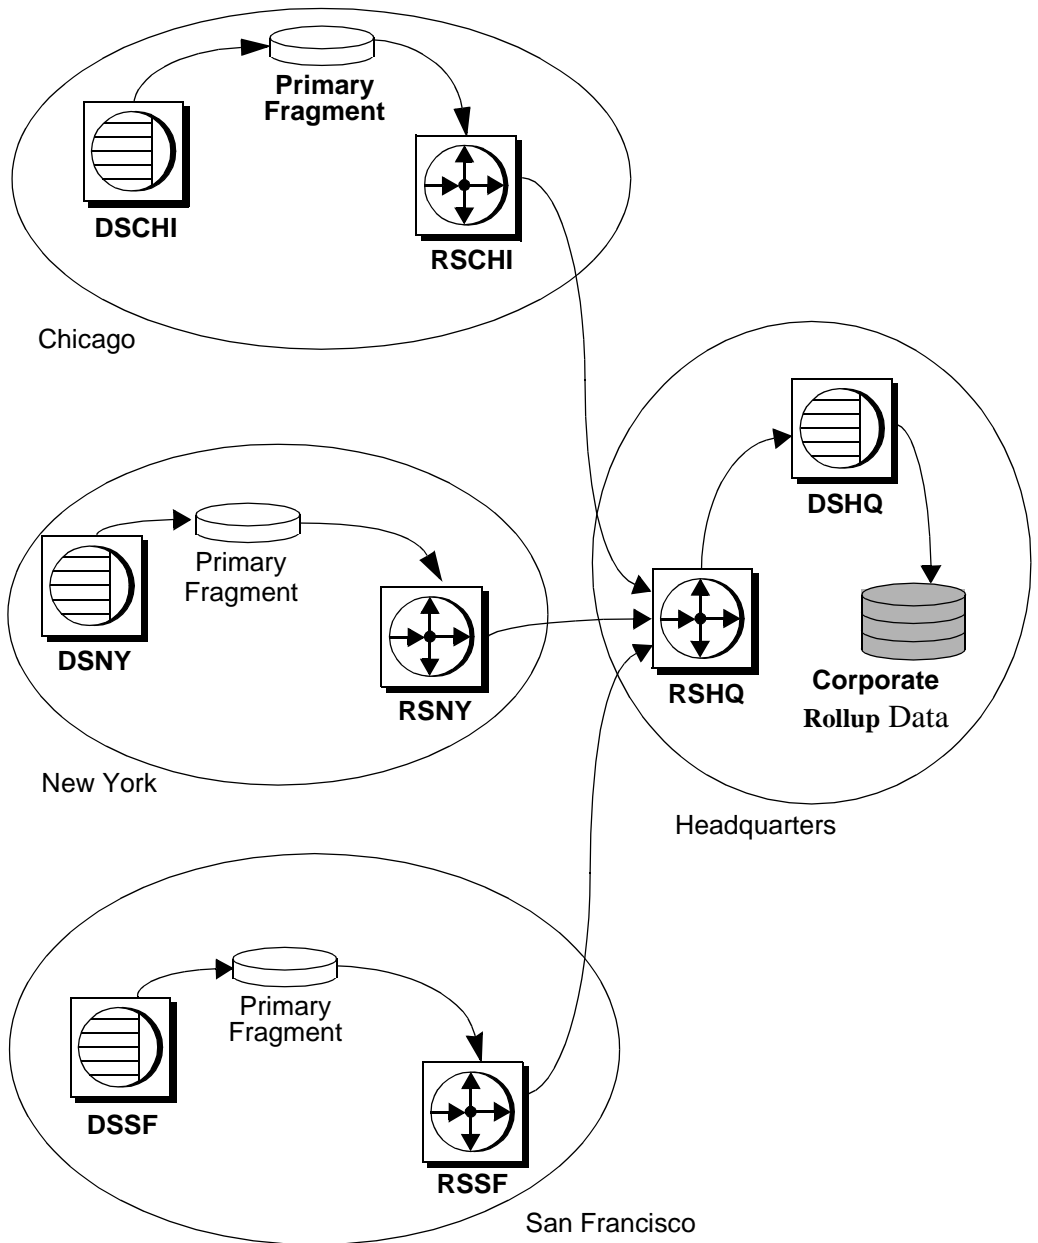 Primary
Fragment
DSCHI
RSCHI
Chicago
DSHQ
Primary
Fragment
DSNY
RSNY
RSHQ
Corporate
Rollup Data
New York
Headquarters
Primary
Fragment
DSSF
RSSF
San Francisco